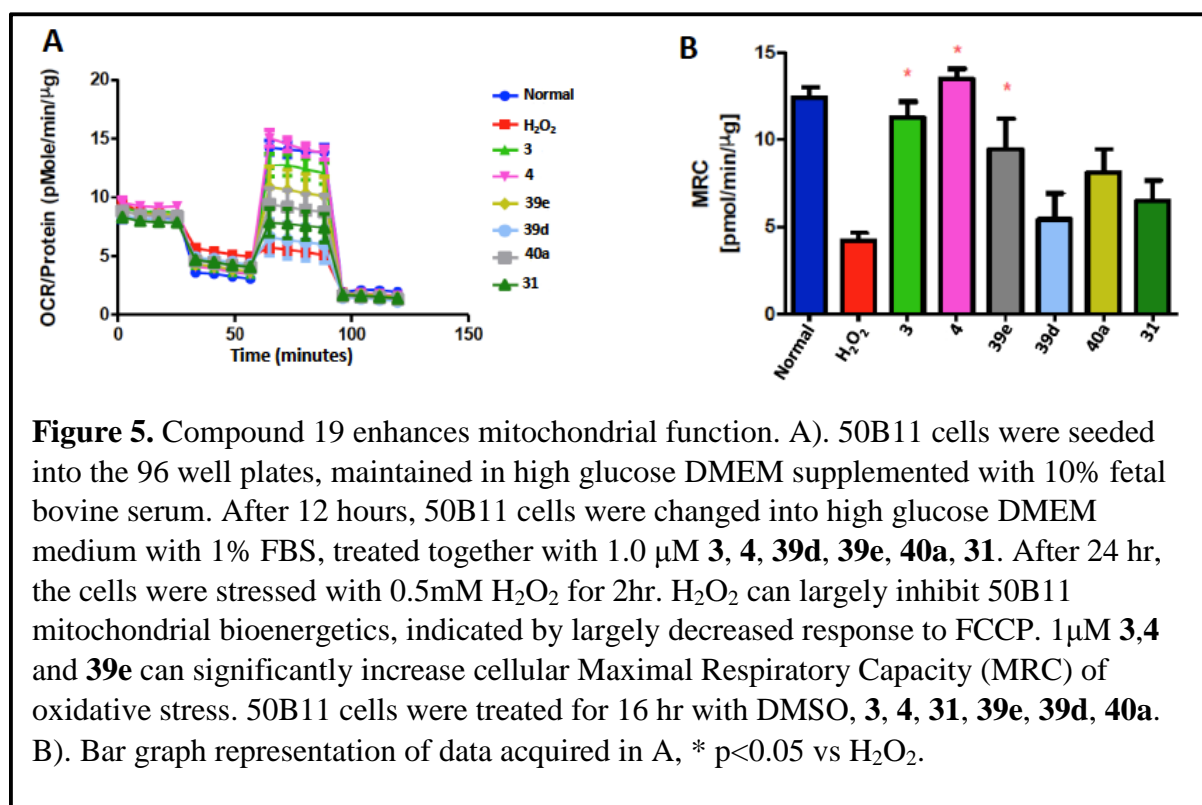 A
OCR/Protein (pMole/min/µg)
20
15
10
5
0
0
50
100
150
Time (minutes)
Normal
H₂O₂
3
4
39e
39d
40a
31
B
MRC
[pmol/min/µg]
15
10
5
0
Normal
H₂O₂
3
4
39e
39d
40a
31
*
*
*
Figure 5. Compound 19 enhances mitochondrial function. A). 50B11 cells were seeded
into the 96 well plates, maintained in high glucose DMEM supplemented with 10% fetal
bovine serum. After 12 hours, 50B11 cells were changed into high glucose DMEM
medium with 1% FBS, treated together with 1.0 µM 3, 4, 39d, 39e, 40a, 31. After 24 hr,
the cells were stressed with 0.5mM H₂O₂ for 2hr. H₂O₂ can largely inhibit 50B11
mitochondrial bioenergetics, indicated by largely decreased response to FCCP. 1µM 3,4
and 39e can significantly increase cellular Maximal Respiratory Capacity (MRC) of
oxidative stress. 50B11 cells were treated for 16 hr with DMSO, 3, 4, 31, 39e, 39d, 40a.
B). Bar graph representation of data acquired in A, * p<0.05 vs H₂O₂.